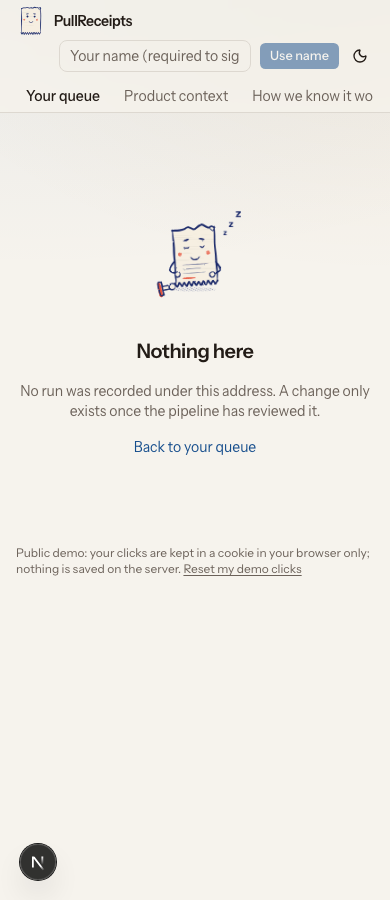 PullReceipts
Your name (required to sig
Use name
Your queue
Product context
How we know it wo
z
z
z
Nothing here
No run was recorded under this address. A change only
exists once the pipeline has reviewed it.
Back to your queue
Public demo: your clicks are kept in a cookie in your browser only;
nothing is saved on the server. Reset my demo clicks
N